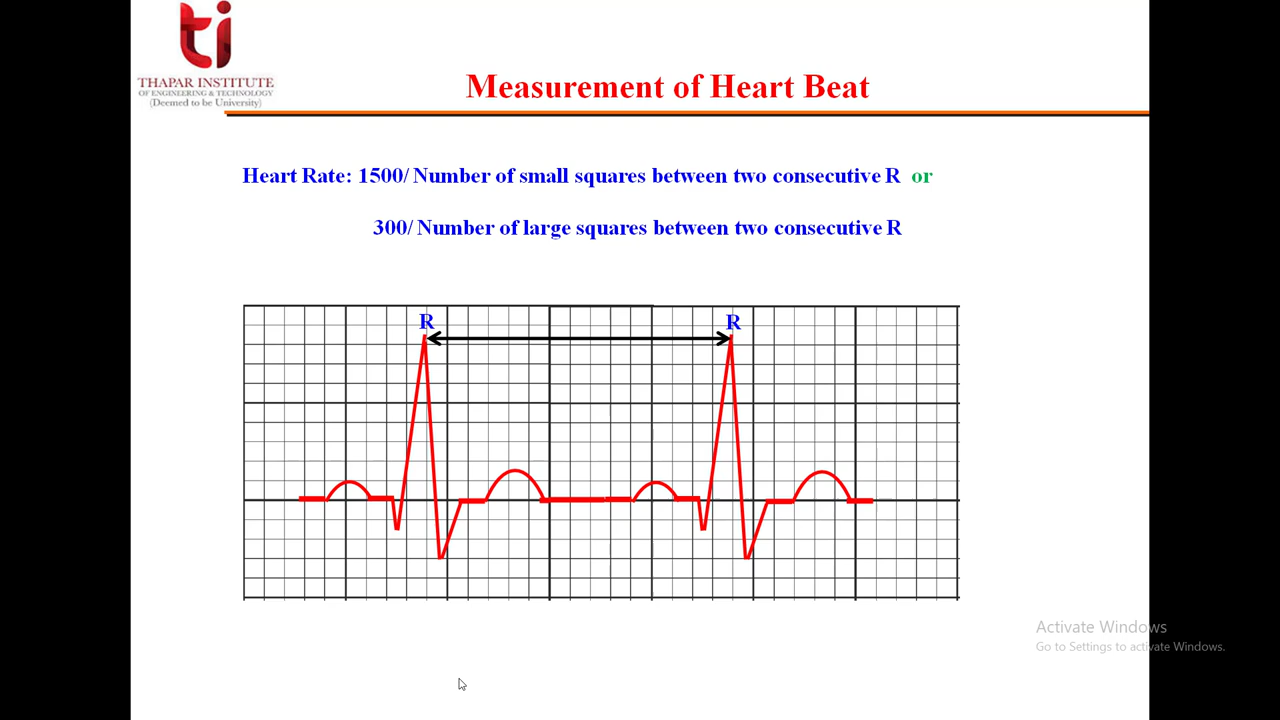 ti
THAPAR INSTITUTE
OF ENGINEERING & TECHNOLOGY
(Deemed to be University)
Measurement of Heart Beat
Heart Rate: 1500/ Number of small squares between two consecutive R or
300/ Number of large squares between two consecutive R
R R
Activate Windows
Go to Settings to activate Windows.